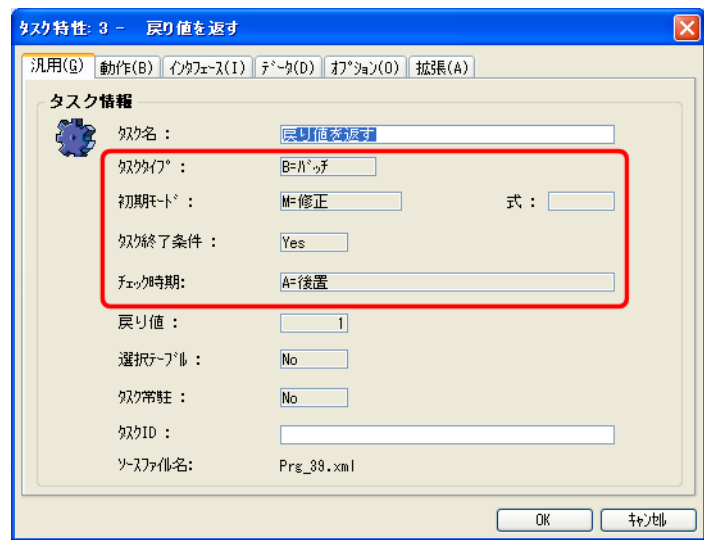 ﾀｽｸ特性: 3 - 戻り値を返す
汎用(G) 動作(B) ｲﾝﾀﾌｪｰｽ(I) ﾃﾞｰﾀ(D) ｵﾌﾟｼｮﾝ(O) 拡張(A)
タスク情報
ﾀｽｸ名 : 戻り値を返す
ﾀｽｸﾀｲﾌﾟ : B=ﾊﾞｯﾁ
初期ﾓｰﾄﾞ : M=修正 式 :
ﾀｽｸ終了条件 : Yes
ﾁｪｯｸ時期: A=後置
戻り値 : 1
選択ﾃｰﾌﾞﾙ : No
ﾀｽｸ常駐 : No
ﾀｽｸID :
ｿｰｽﾌｧｲﾙ名: Prg_39.xml
OK ｷｬﾝｾﾙ